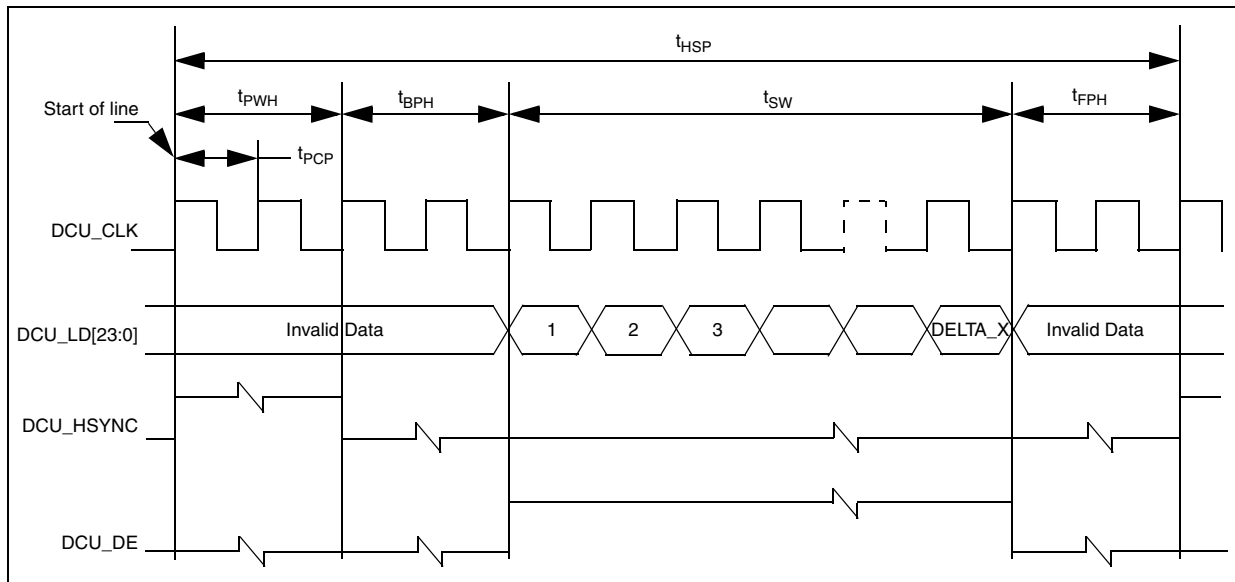 tHSP
tPWH
tBPH
tSW
tFPH
Start of line
tPCP
DCU_CLK
DCU_LD[23:0]
Invalid Data
1
2
3
DELTA_X
Invalid Data
DCU_HSYNC
DCU_DE